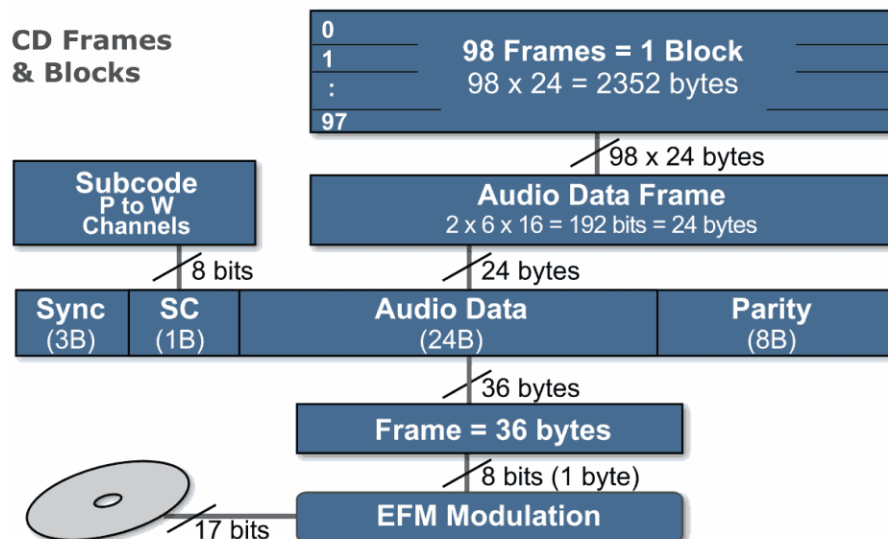 CD Frames
& Blocks
0
1
:
97
98 Frames = 1 Block
98 x 24 = 2352 bytes
98 x 24 bytes
Subcode
P to W
Channels
Audio Data Frame
2 x 6 x 16 = 192 bits = 24 bytes
8 bits
24 bytes
Sync
(3B)
SC
(1B)
Audio Data
(24B)
Parity
(8B)
36 bytes
Frame = 36 bytes
8 bits (1 byte)
EFM Modulation
17 bits